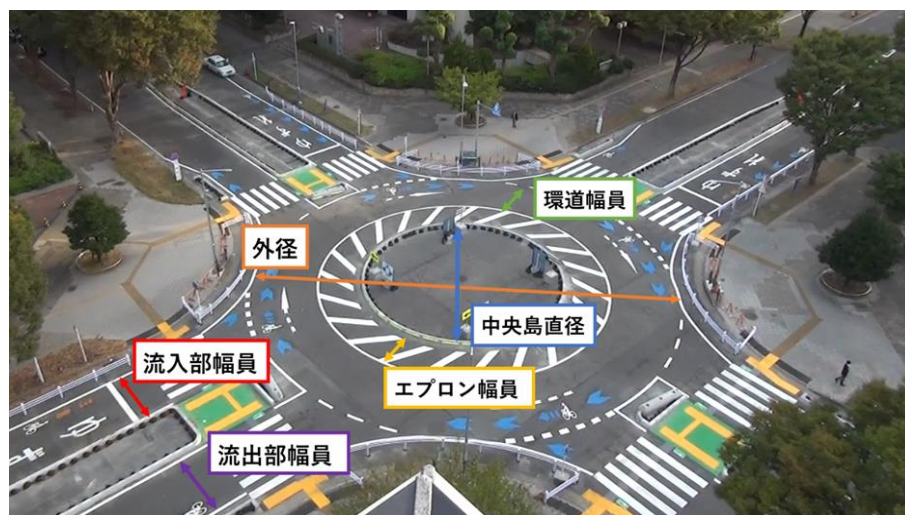 環道幅員
外径
中央島直径
流入部幅員
エプロン幅員
流出部幅員